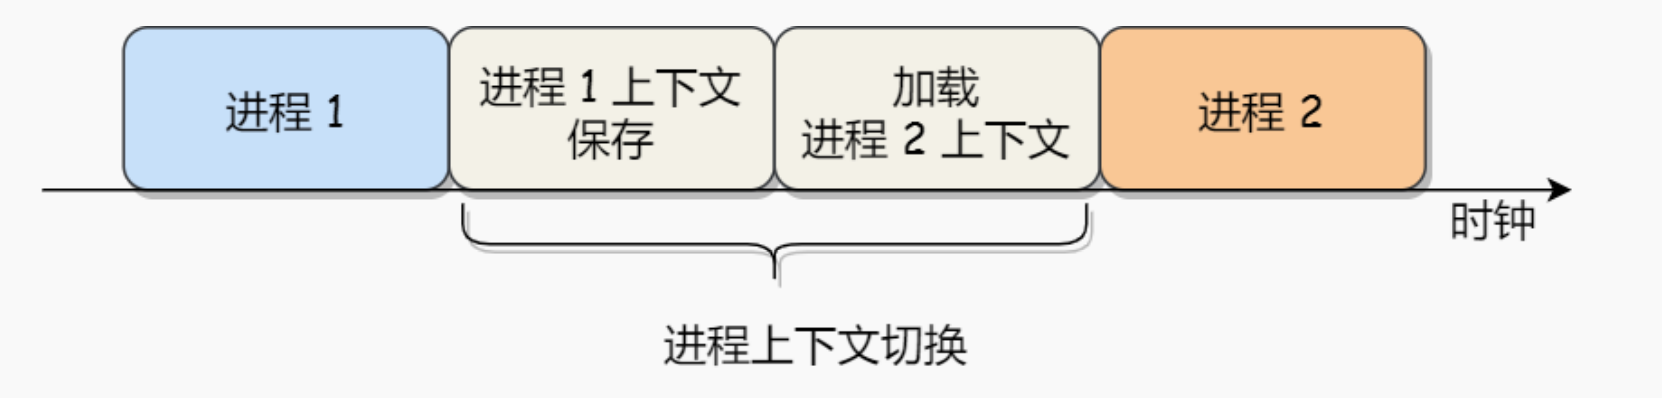 进程 1
进程 1 上下文
保存
加载
进程 2 上下文
进程 2
时钟
进程上下文切换